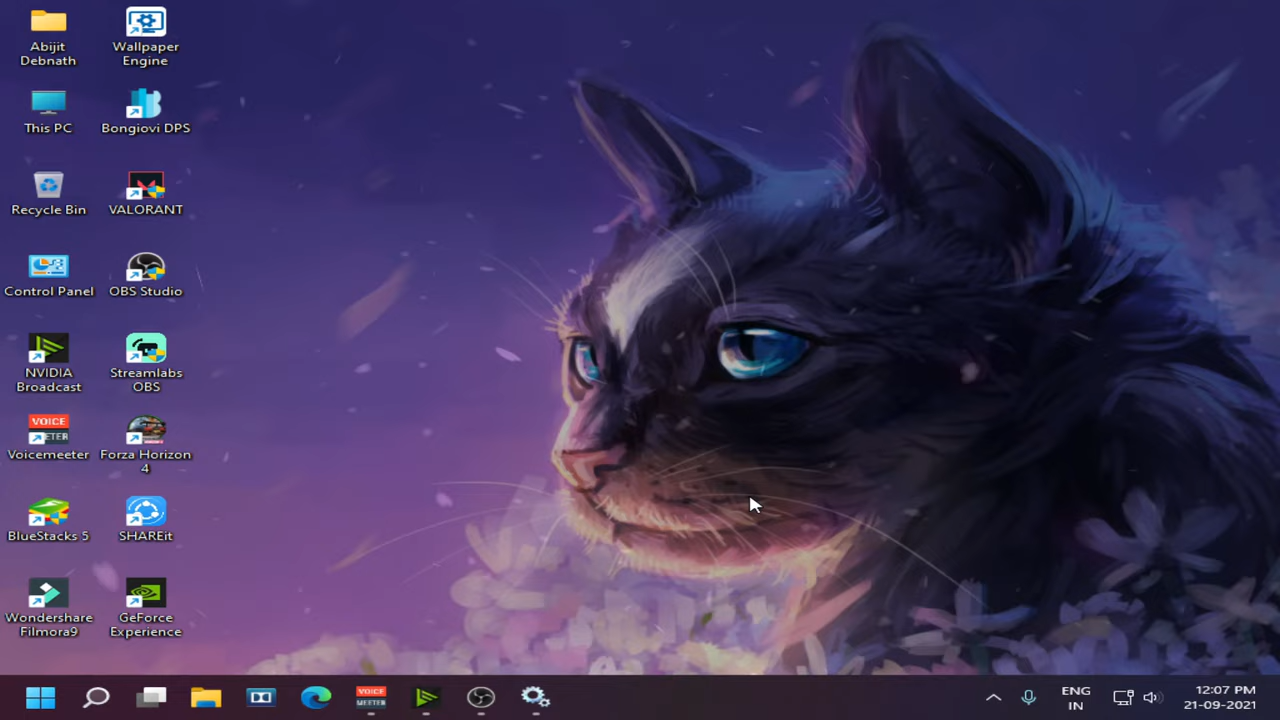 Abijit
Debnath
Wallpaper
Engine
This PC
Bongiovi DPS
Recycle Bin
VALORANT
Control Panel
OBS Studio
NVIDIA
Broadcast
Streamlabs
OBS
VOICE
Voicemeeter
Forza Horizon
4
BlueStacks 5
SHAREit
Wondershare
Filmora9
GeForce
Experience
VOICE
MEETER
ENG
IN
12:07 PM
21-09-2021